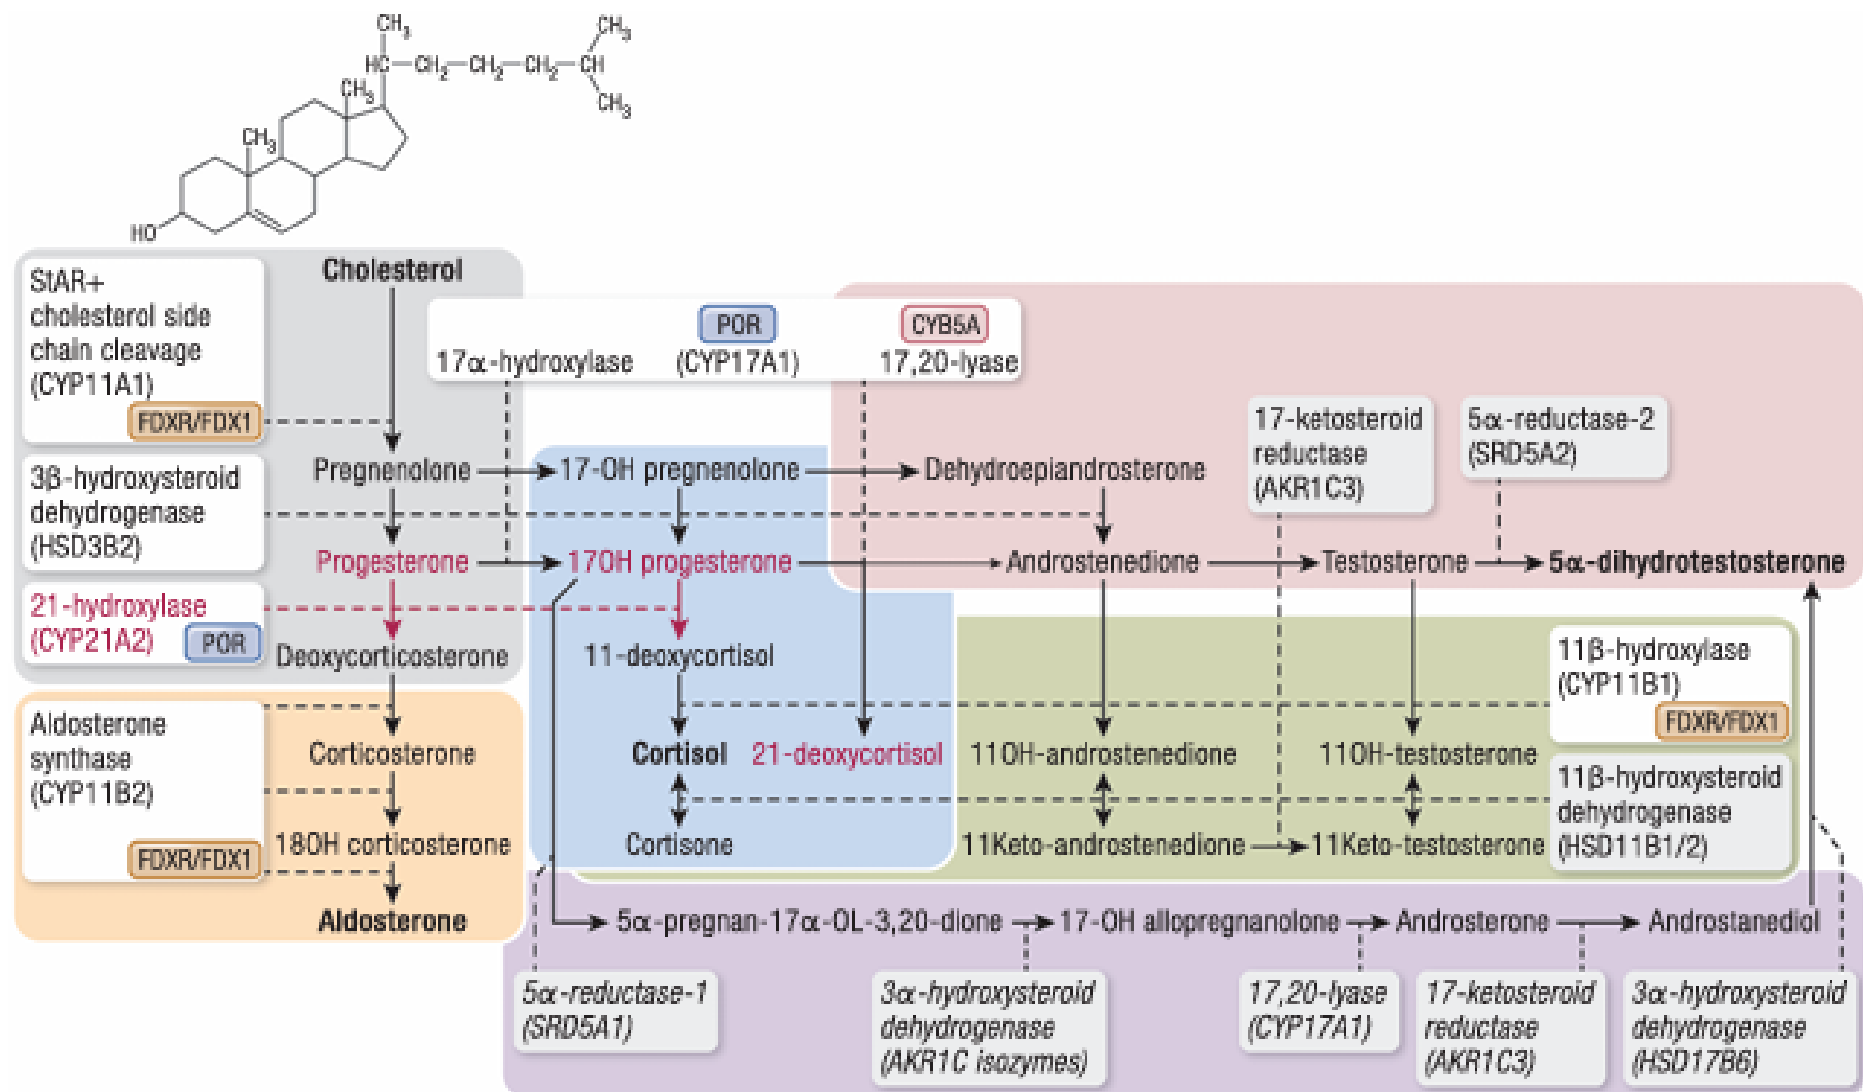 CH3
CH3
HC
CH2
CH2
CH2
CH
CH3
CH3
CH3
HO
StAR+
cholesterol side
chain cleavage
(CYP11A1)
FDXR/FDX1
Cholesterol
POR
CYB5A
17α-hydroxylase
(CYP17A1)
17,20-lyase
17-ketosteroid
reductase
(AKR1C3)
5α-reductase-2
(SRD5A2)
3β-hydroxysteroid
dehydrogenase
(HSD3B2)
Pregnenolone
17-OH pregnenolone
Dehydroepiandrosterone
Progesterone
17OH progesterone
Androstenedione
Testosterone
5α-dihydrotestosterone
21-hydroxylase
(CYP21A2)
POR
Deoxycorticosterone
11-deoxycortisol
11β-hydroxylase
(CYP11B1)
FDXR/FDX1
Aldosterone
synthase
(CYP11B2)
FDXR/FDX1
Corticosterone
Cortisol
21-deoxycortisol
11OH-androstenedione
11OH-testosterone
11β-hydroxysteroid
dehydrogenase
(HSD11B1/2)
18OH corticosterone
Cortisone
11Keto-androstenedione
11Keto-testosterone
Aldosterone
5α-pregnan-17α-OL-3,20-dione
17-OH allopregnanolone
Androsterone
Androstanediol
5α-reductase-1
(SRD5A1)
3α-hydroxysteroid
dehydrogenase
(AKR1C isozymes)
17,20-lyase
(CYP17A1)
17-ketosteroid
reductase
(AKR1C3)
3α-hydroxysteroid
dehydrogenase
(HSD17B6)